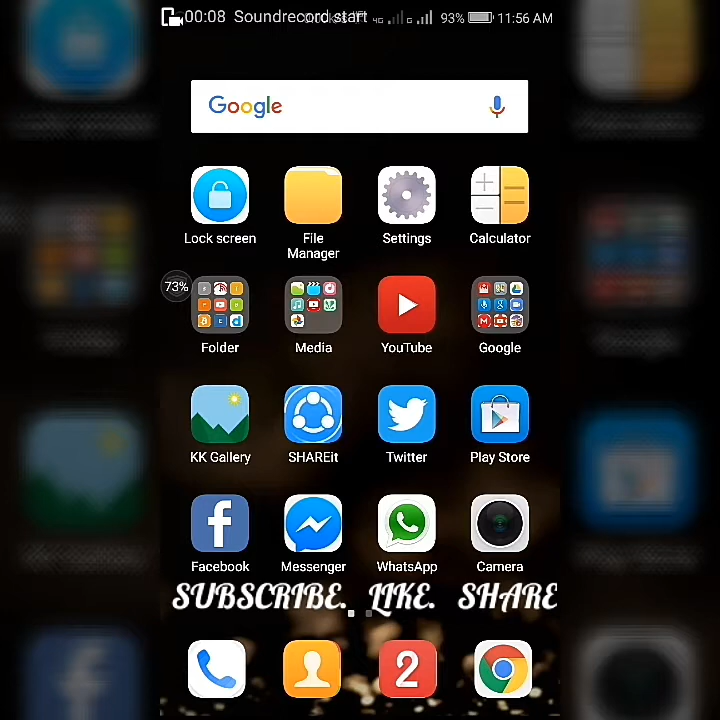 00:08 Soundrecord start 4G G 93% 11:56 AM
Google
Lock screen File Manager Settings Calculator
73%
Folder Media YouTube Google
KK Gallery SHAREit Twitter Play Store
Facebook Messenger WhatsApp Camera
SUBSCRIBE. LIKE. SHARE
2